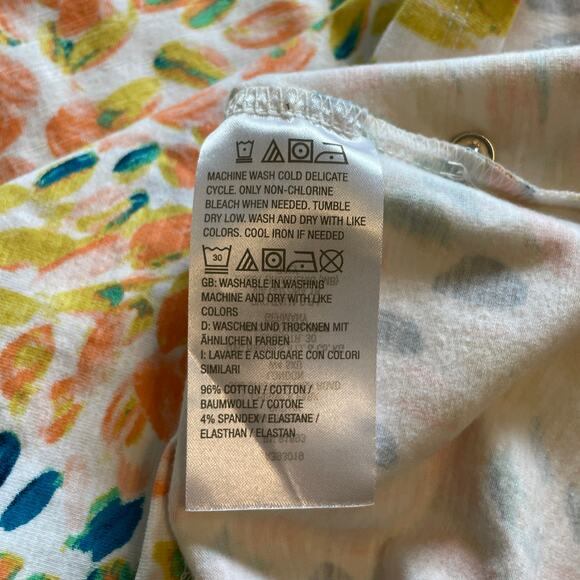 MACHINE WASH COLD DELICATE
CYCLE. ONLY NON-CHLORINE
BLEACH WHEN NEEDED. TUMBLE
DRY LOW. WASH AND DRY WITH LIKE
COLORS. COOL IRON IF NEEDED
30
GB: WASHABLE IN WASHING
MACHINE AND DRY WITH LIKE
COLORS
D: WASCHEN UND TROCKNEN MIT
ÄHNLICHEN FARBEN
I: LAVARE E ASCIUGARE CON COLORI
SIMILARI
96% COTTON / COTTON /
BAUMWOLLE / COTONE
4% SPANDEX / ELASTANE /
ELASTHAN / ELASTAN